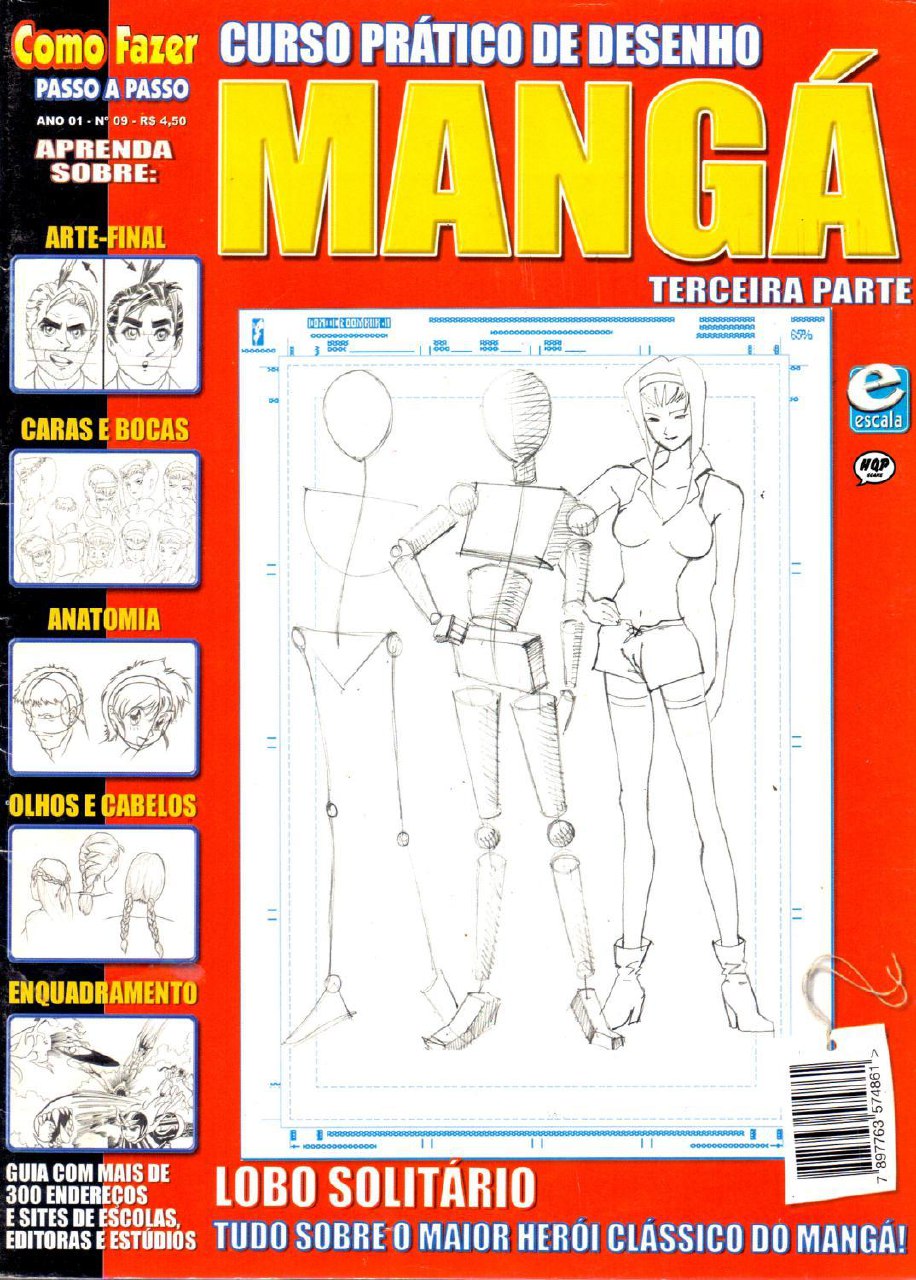 Como Fazer
PASSO A PASSO
ANO 01 - Nº 09 - R$ 4,50
APRENDA
SOBRE:
CURSO PRÁTICO DE DESENHO
MANGÁ
TERCEIRA PARTE
ARTE-FINAL
CARAS E BOCAS
ANATOMIA
OLHOS E CABELOS
ENQUADRAMENTO
GUIA COM MAIS DE
300 ENDEREÇOS
E SITES DE ESCOLAS,
EDITORAS E ESTÚDIOS
65%
e
escala
HQP
7 897763 574861 >
LOBO SOLITÁRIO
TUDO SOBRE O MAIOR HERÓI CLÁSSICO DO MANGÁ!